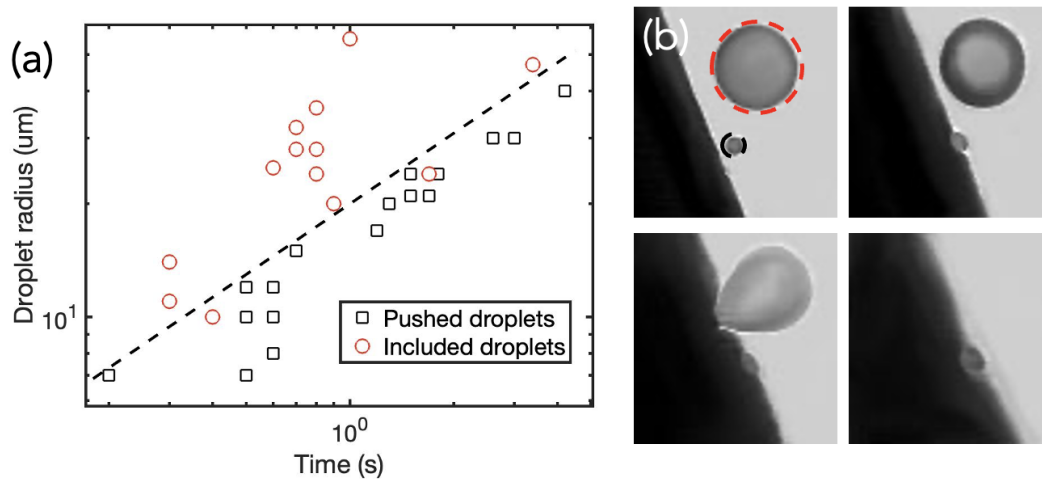 (a)
Droplet radius (um)
10^1
Pushed droplets
Included droplets
10^0
Time (s)
(b)